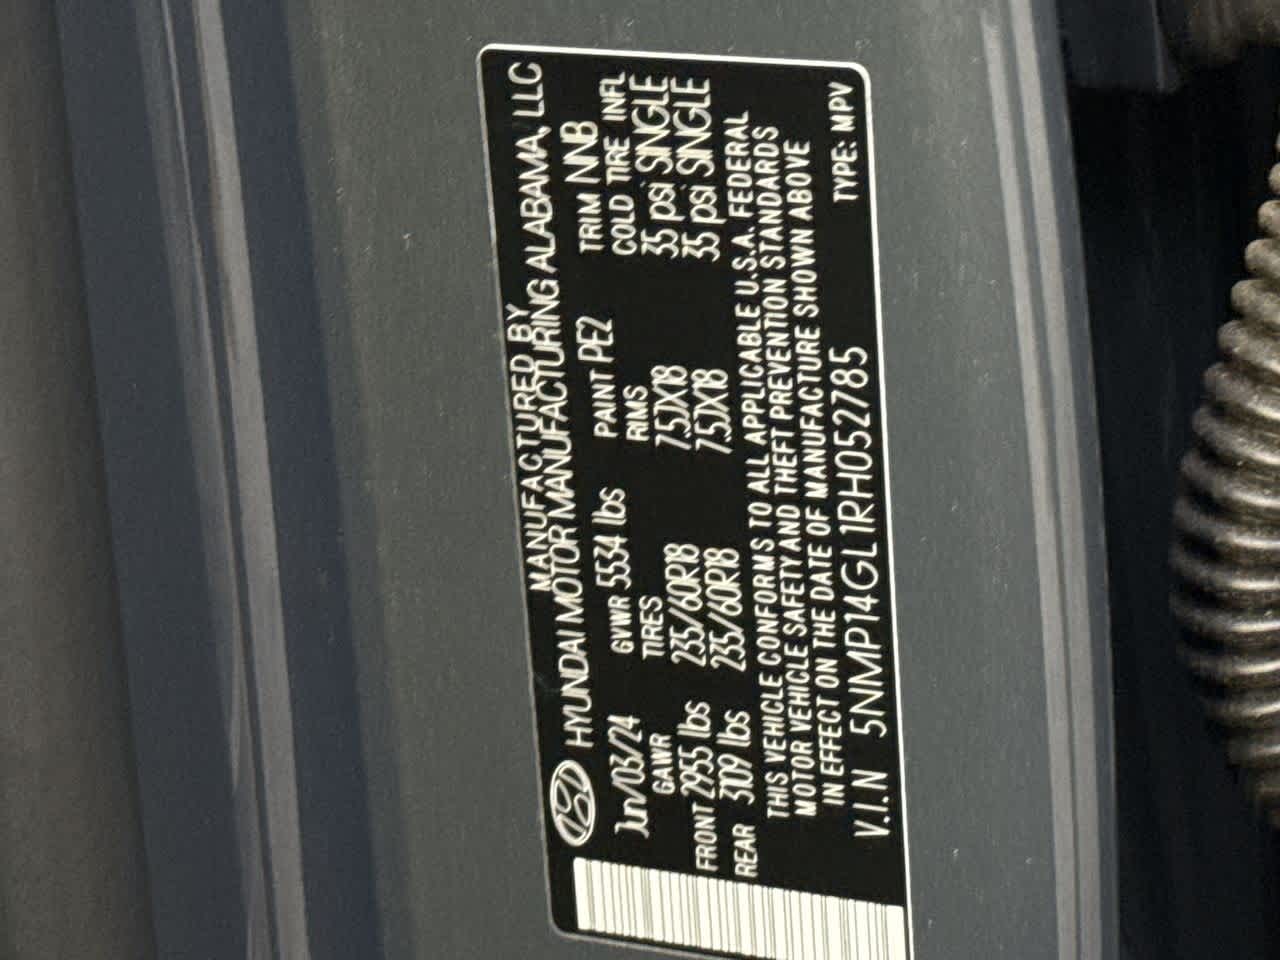 MANUFACTURED BY
HYUNDAI MOTOR MANUFACTURING ALABAMA, LLC
Jun/03/24 GVWR 5534 lbs PAINT PE2 TRIM NNB
GAWR TIRES RIMS COLD TIRE INFL
FRONT 2955 lbs 235/60R18 7.5JX18 35 psi SINGLE
REAR 3109 lbs 235/60R18 7.5JX18 35 psi SINGLE
THIS VEHICLE CONFORMS TO ALL APPLICABLE U.S.A. FEDERAL
MOTOR VEHICLE SAFETY AND THEFT PREVENTION STANDARDS
IN EFFECT ON THE DATE OF MANUFACTURE SHOWN ABOVE
V.I.N 5NMP14GL1RH052785 TYPE: MPV